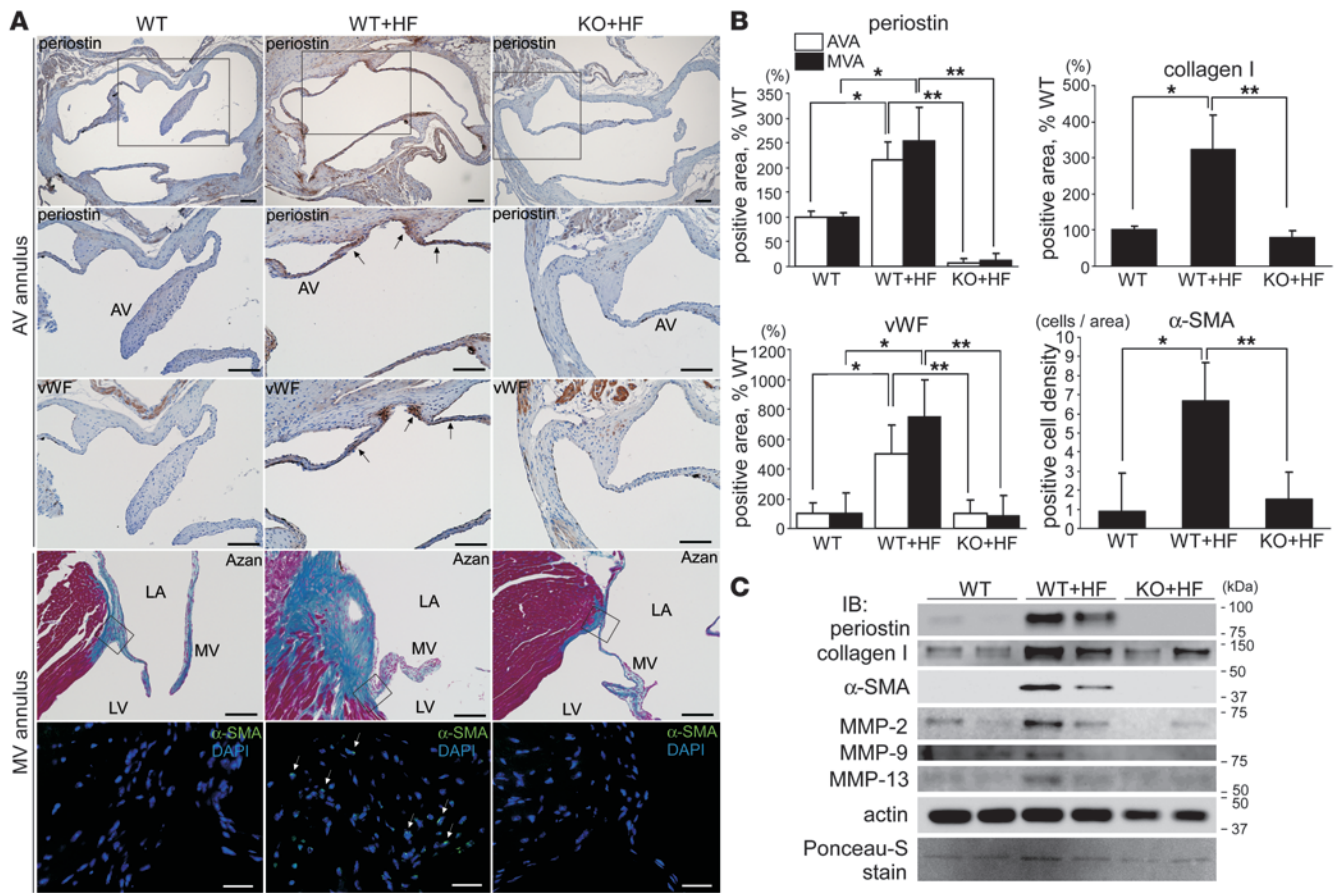 A
WT
WT+HF
KO+HF
AV annulus
periostin
periostin
periostin
periostin
periostin
periostin
AV
AV
AV
vWF
vWF
vWF
MV annulus
Azan
Azan
Azan
LA
LA
LA
MV
MV
MV
LV
LV
LV
α-SMA
DAPI
α-SMA
DAPI
α-SMA
DAPI
B
periostin
AVA
MVA
(%)
positive area, % WT
350
300
250
200
150
100
50
0
* **
* **
WT WT+HF KO+HF
collagen I
(%)
positive area, % WT
500
400
300
200
100
0
* **
WT WT+HF KO+HF
vWF
(%)
positive area, % WT
1200
1000
800
600
400
200
0
* **
* **
WT WT+HF KO+HF
α-SMA
(cells / area)
positive cell density
10
9
8
7
6
5
4
3
2
1
0
* **
WT WT+HF KO+HF
C
WT WT+HF KO+HF (kDa)
IB:
periostin
- 100
- 75
collagen I
- 150
- 50
α-SMA
- 37
- 75
MMP-2
MMP-9
- 75
MMP-13
- 50
- 50
actin
- 37
Ponceau-S
stain